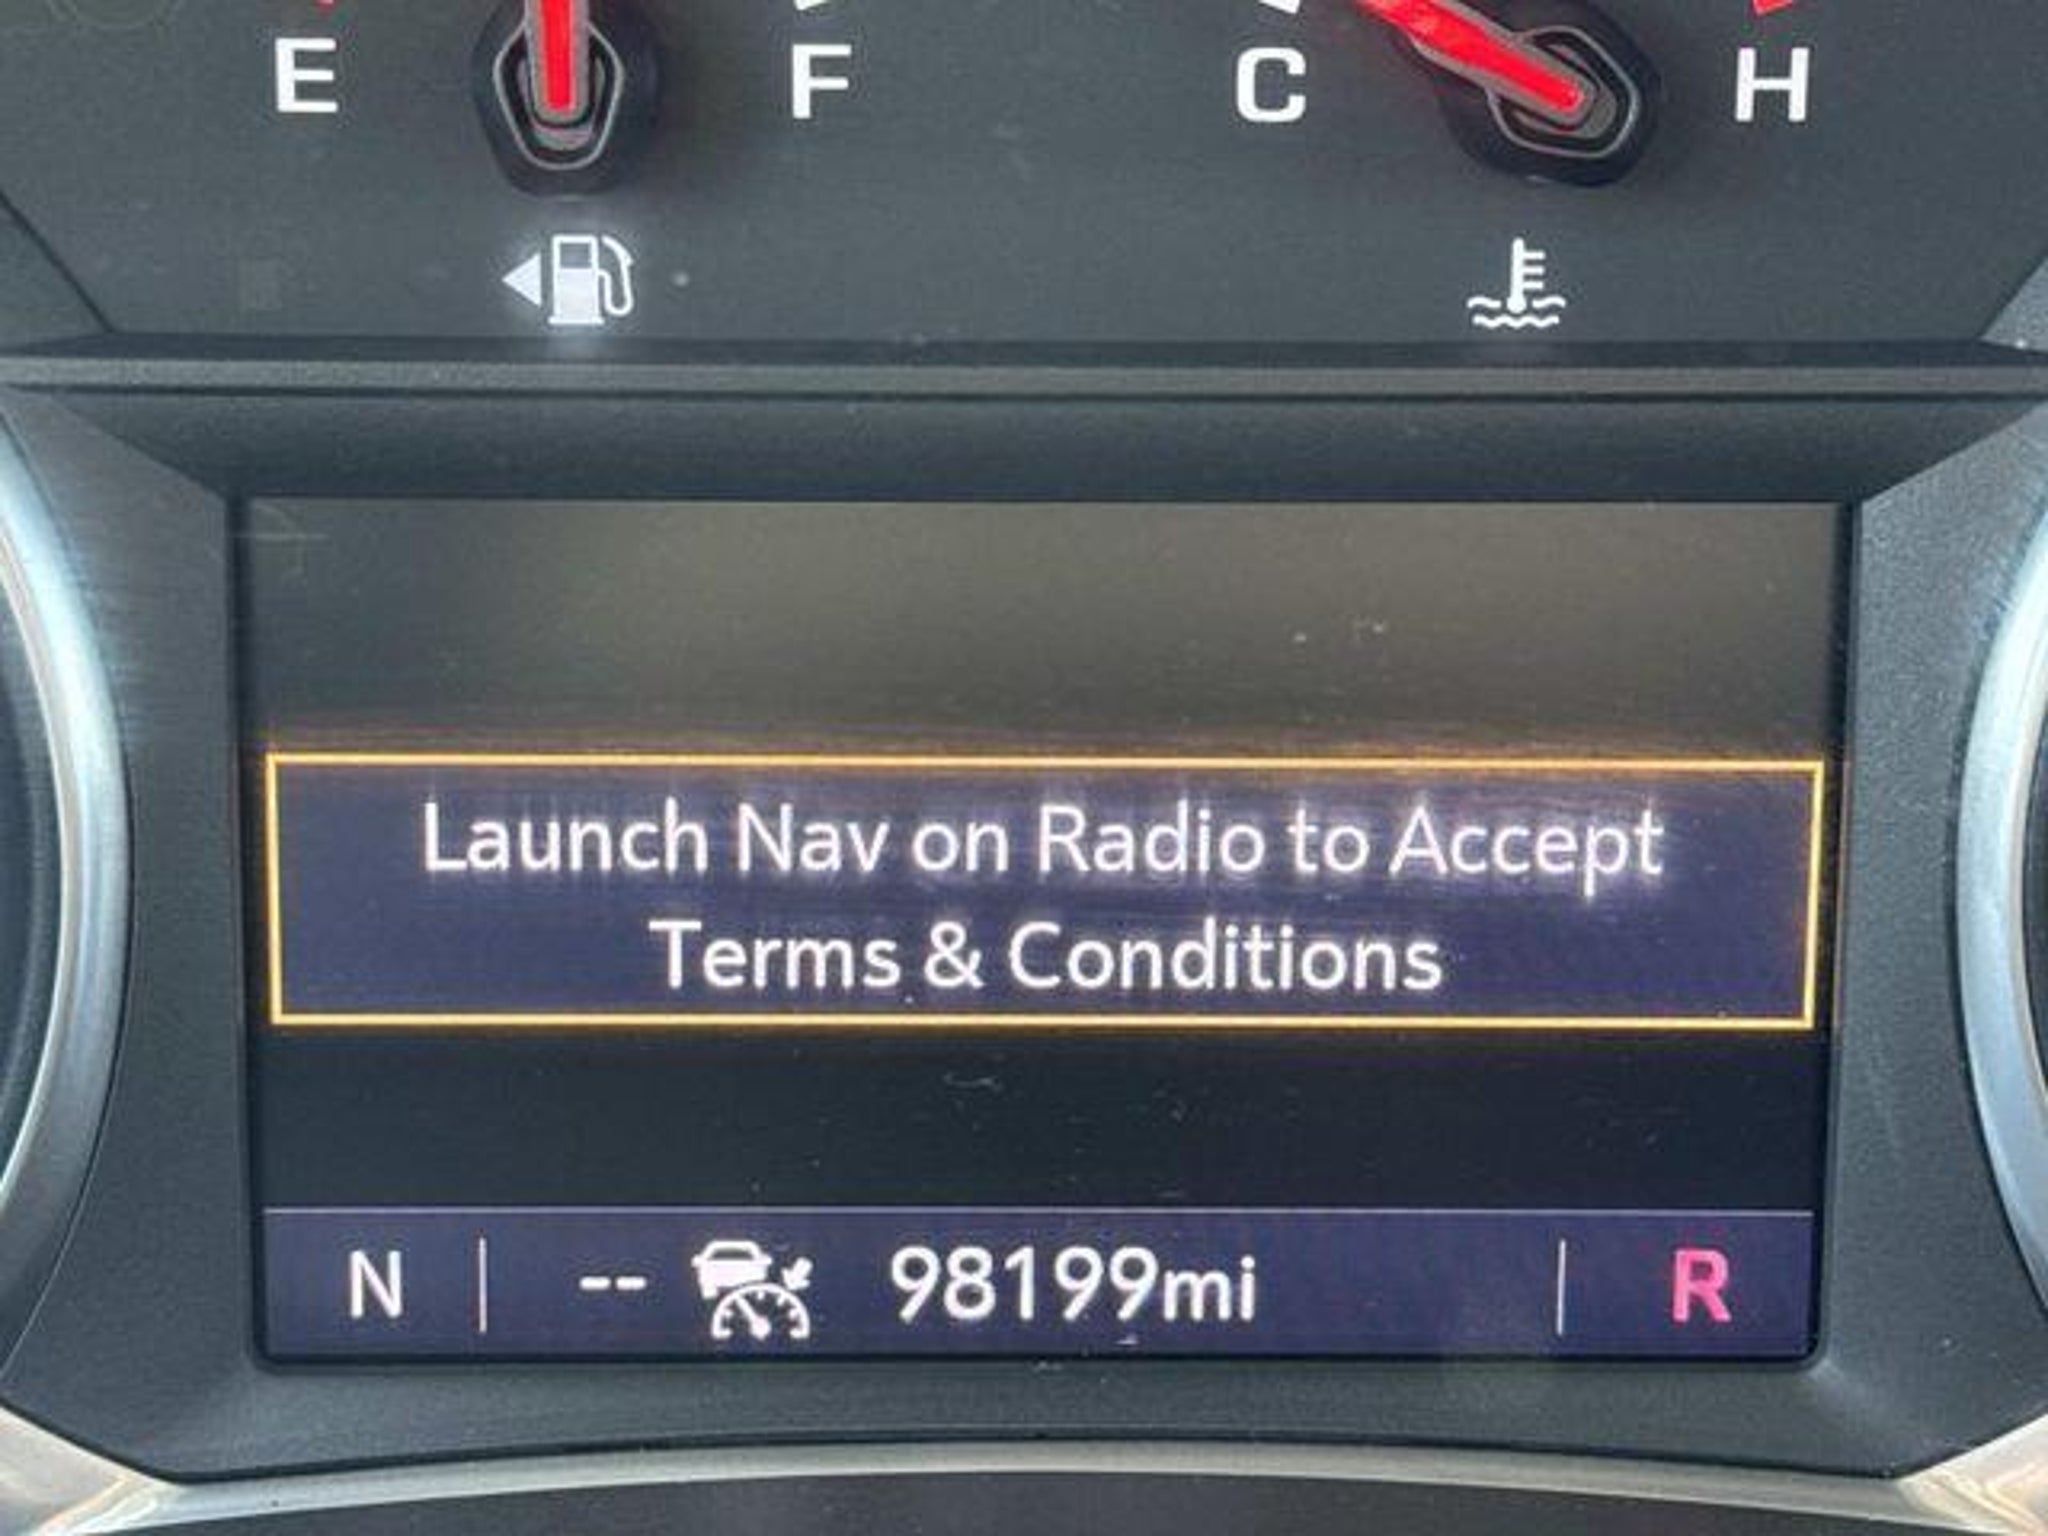 E F C H
Launch Nav on Radio to Accept
Terms & Conditions
N -- 98199mi R